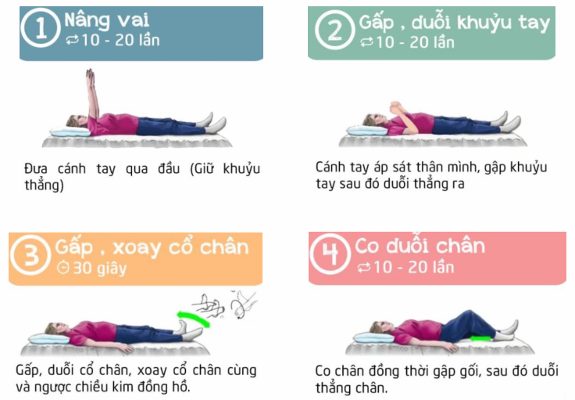 1 Nâng vai
10 - 20 lần
Đưa cánh tay qua đầu (Giữ khuỷu
thẳng)
2 Gấp , duỗi khuỷu tay
10 - 20 lần
Cánh tay áp sát thân mình, gập khuỷu
tay sau đó duỗi thẳng ra
3 Gấp , xoay cổ chân
30 giây
Gấp, duỗi cổ chân, xoay cổ chân cùng
và ngược chiều kim đồng hồ.
4 Co duỗi chân
10 - 20 lần
Co chân đồng thời gập gối, sau đó duỗi
thẳng chân.